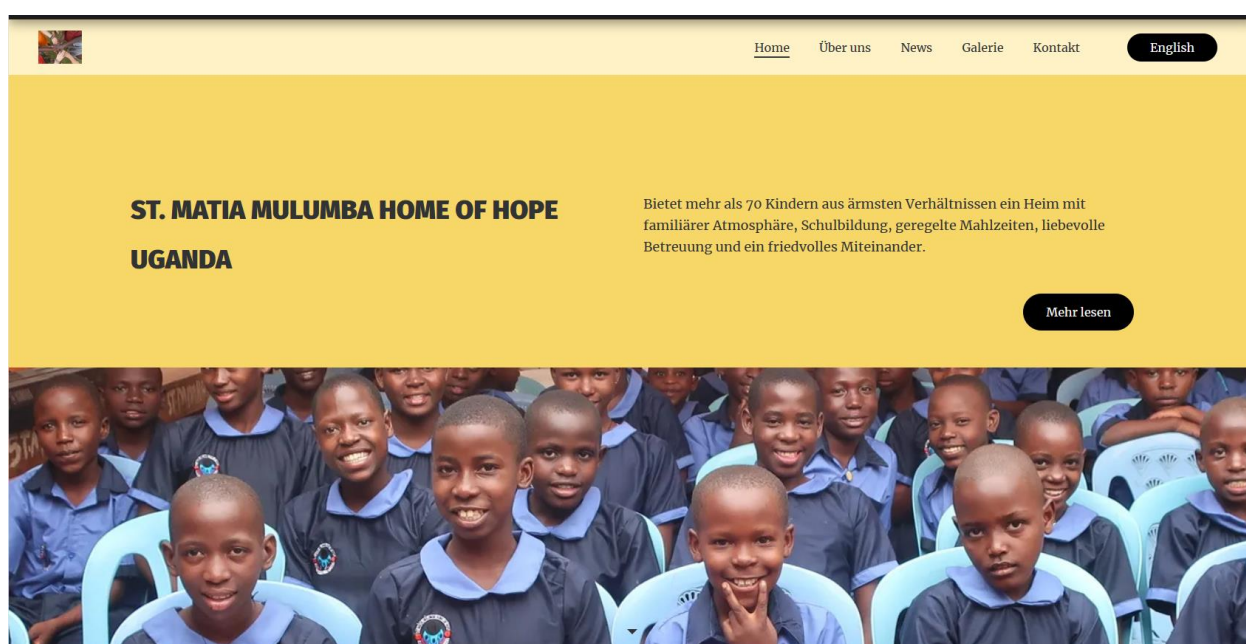 Home Über uns News Galerie Kontakt English
ST. MATIA MULUMBA HOME OF HOPE
UGANDA
Bietet mehr als 70 Kindern aus ärmsten Verhältnissen ein Heim mit
familiärer Atmosphäre, Schulbildung, geregelte Mahlzeiten, liebevolle
Betreuung und ein friedvolles Miteinander.
Mehr lesen